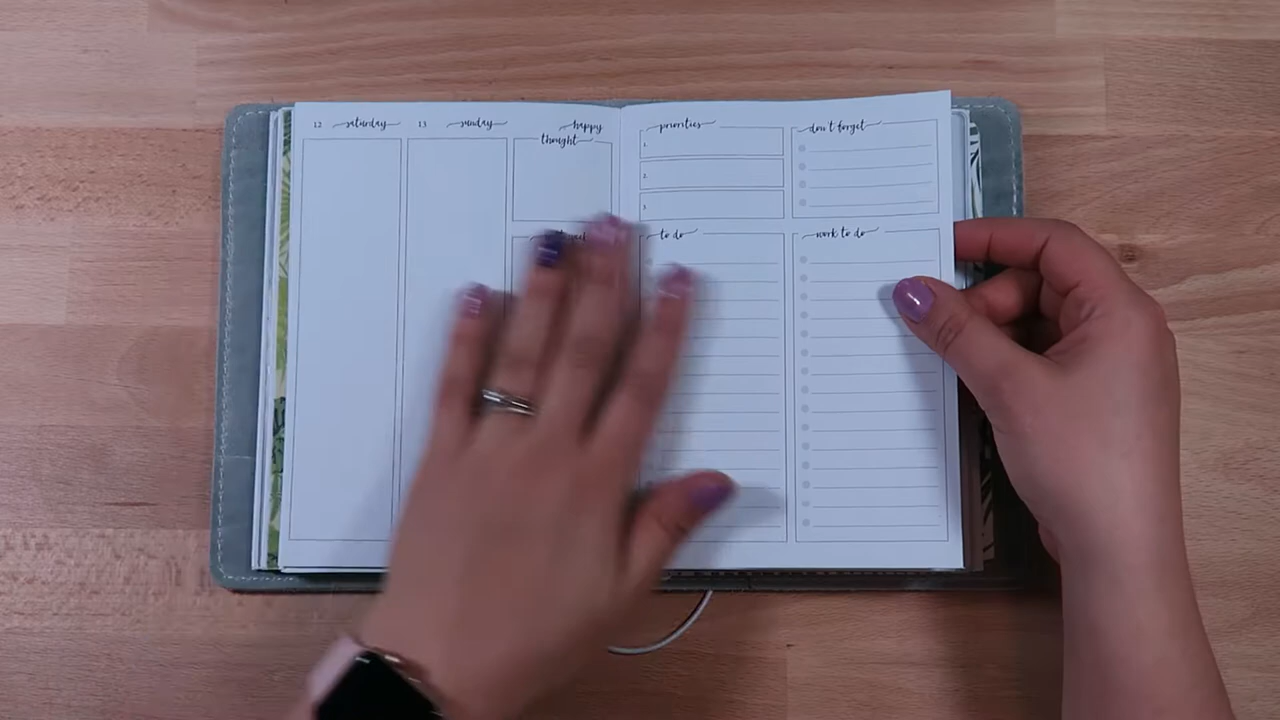 12 saturday
13 sunday
happy
thought
priorities
1.
2.
3.
don't forget
to do
work to do